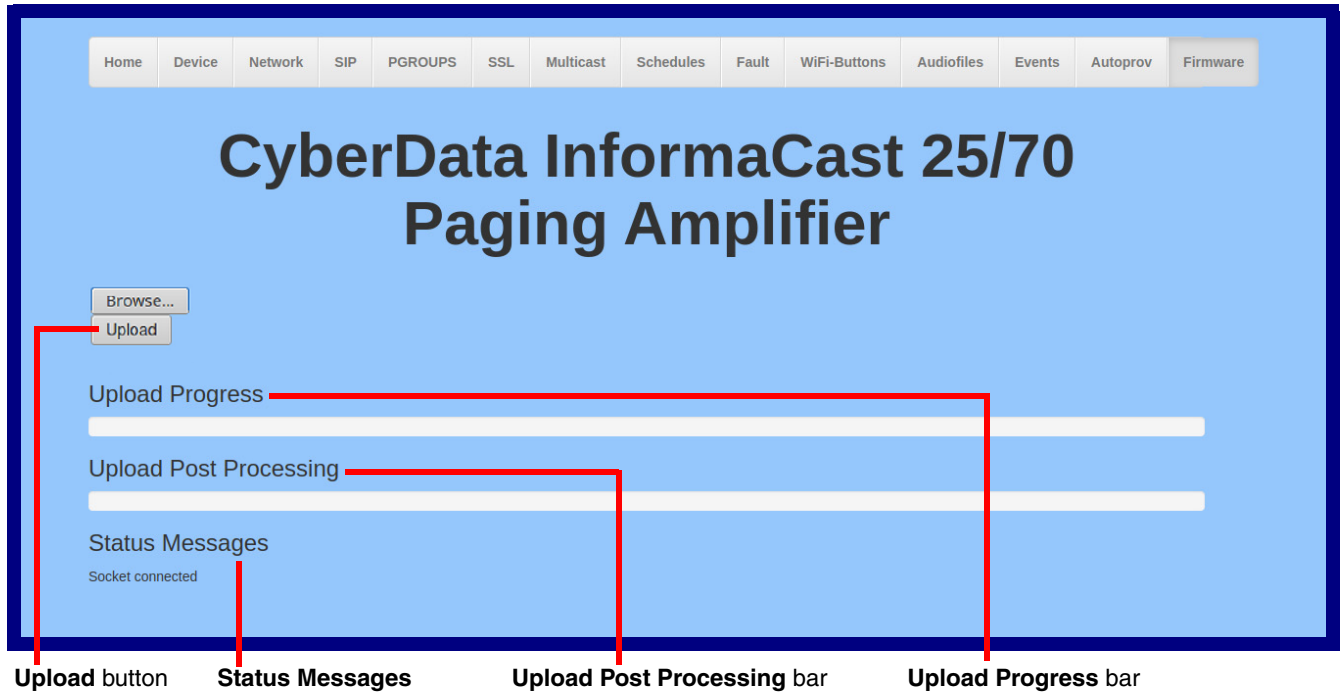 Home Device Network SIP PGROUPS SSL Multicast Schedules Fault WiFi-Buttons Audiofiles Events Autoprov Firmware
CyberData InformaCast 25/70
Paging Amplifier
Browse...
Upload
Upload Progress
Upload Post Processing
Status Messages
Socket connected
Upload button Status Messages Upload Post Processing bar Upload Progress bar